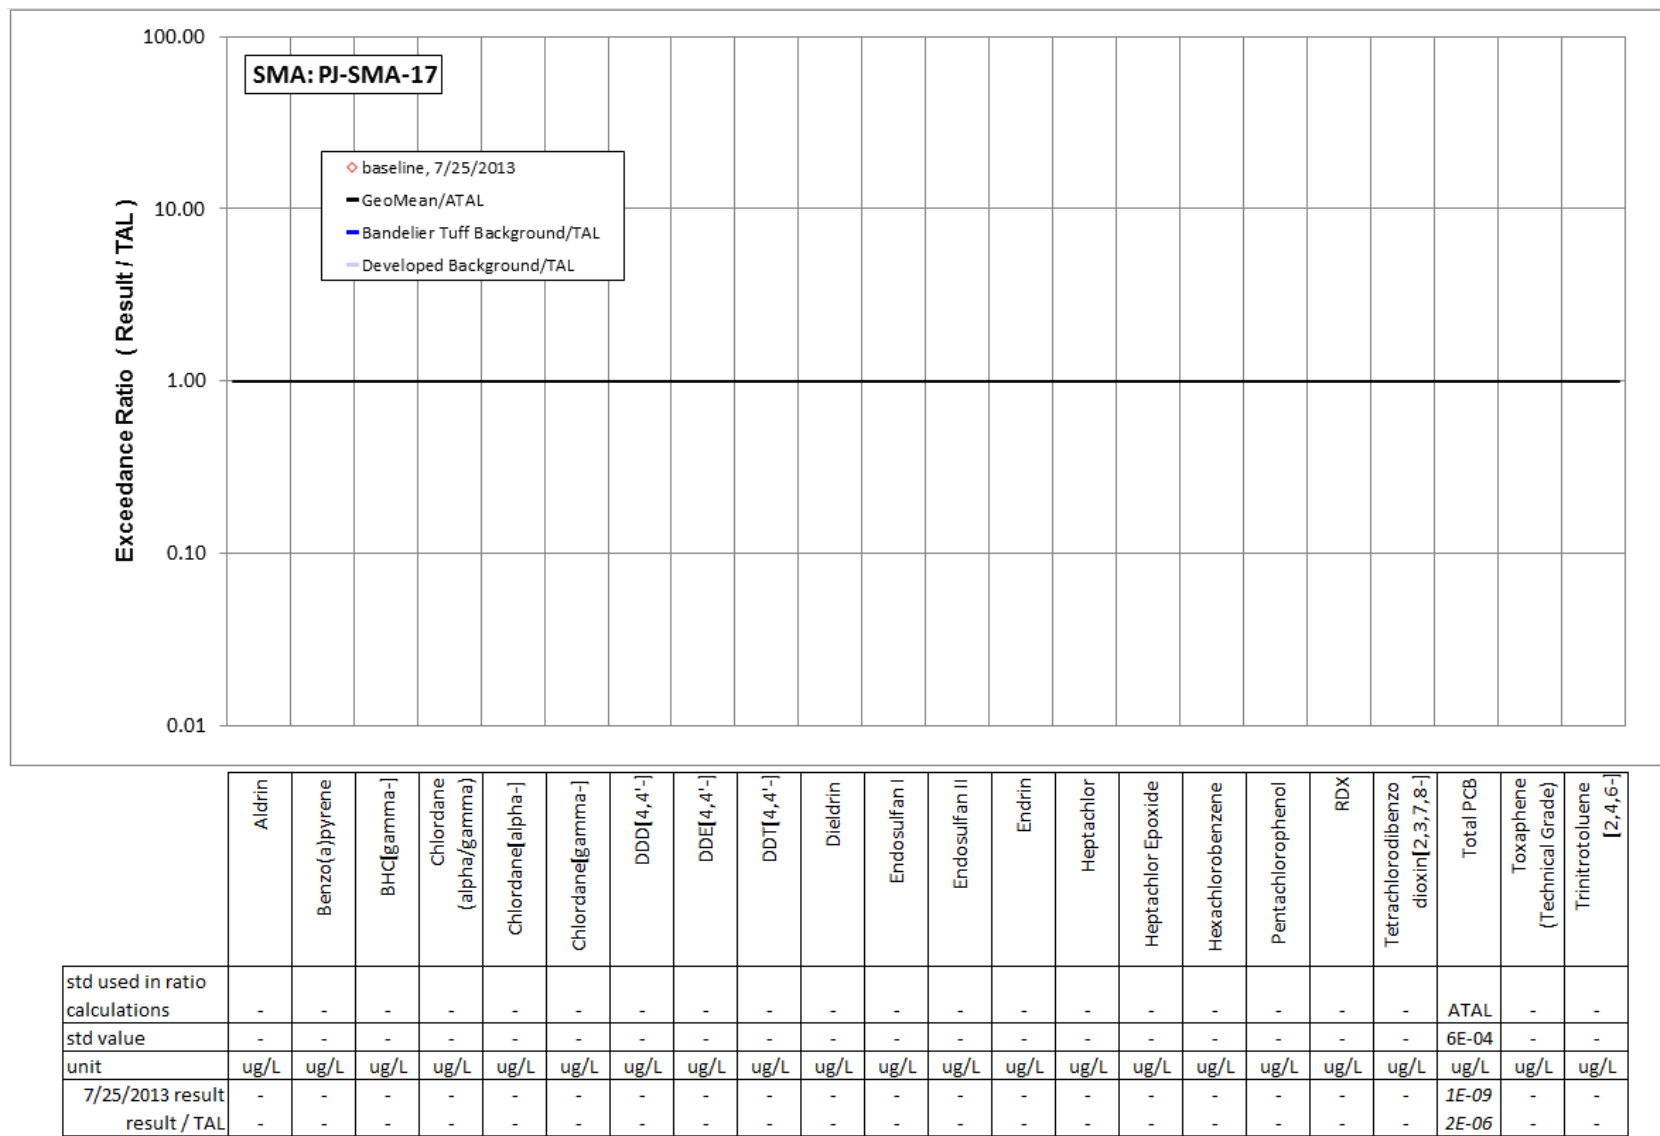 100.00
SMA: PJ-SMA-17
baseline, 7/25/2013
GeoMean/ATAL
Bandelier Tuff Background/TAL
Developed Background/TAL
10.00
1.00
0.10
0.01
Exceedance Ratio ( Result / TAL )
Aldrin
Benzo(a)pyrene
BHC[gamma-]
Chlordane
(alpha/gamma)
Chlordane[alpha-]
Chlordane[gamma-]
DDD[4,4'-]
DDE[4,4'-]
DDT[4,4'-]
Dieldrin
Endosulfan I
Endosulfan II
Endrin
Heptachlor
Heptachlor Epoxide
Hexachlorobenzene
Pentachlorophenol
RDX
Tetrachlorodibenzo
dioxin[2,3,7,8-]
Total PCB
Toxaphene
(Technical Grade)
Trinitrotoluene
[2,4,6-]
std used in ratio
calculations - - - - - - - - - - - - - - - - - - - ATAL - -
std value - - - - - - - - - - - - - - - - - - - 6E-04 - -
unit ug/L ug/L ug/L ug/L ug/L ug/L ug/L ug/L ug/L ug/L ug/L ug/L ug/L ug/L ug/L ug/L ug/L ug/L ug/L ug/L ug/L ug/L
7/25/2013 result - - - - - - - - - - - - - - - - - - - 1E-09 - -
result / TAL - - - - - - - - - - - - - - - - - - - 2E-06 - -